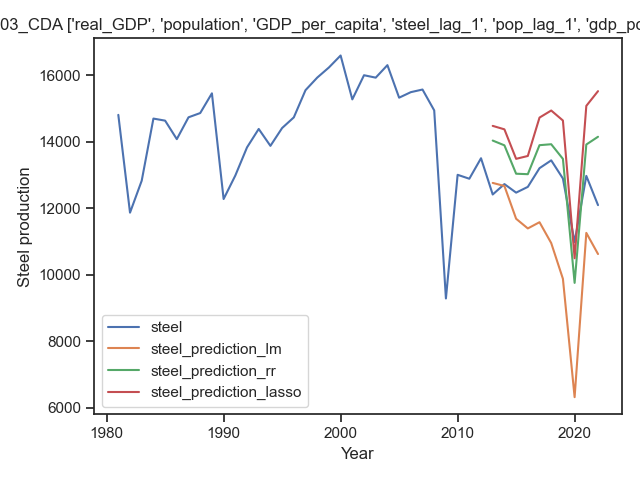 03_CDA ['real_GDP', 'population', 'GDP_per_capita', 'steel_lag_1', 'pop_lag_1', 'gdp_po
16000
14000
12000
10000
8000
6000
Steel production
steel
steel_prediction_lm
steel_prediction_rr
steel_prediction_lasso
1980
1990
2000
2010
2020
Year